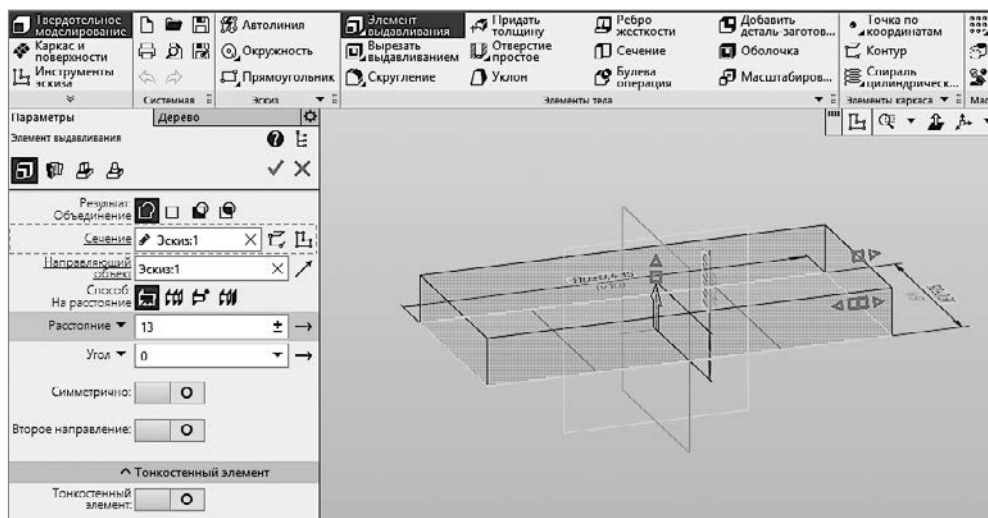 Твердотельное моделирование
Каркас и поверхности
Инструменты эскиза
Системная
Автолиния
Окружность
Прямоугольник
Эскиз
Элемент выдавливания
Вырезать выдавливанием
Скругление
Придать толщину
Отверстие простое
Уклон
Ребро жесткости
Сечение
Булева операция
Добавить деталь-заготов...
Оболочка
Масштабиров...
Элементы тела
Точка по координатам
Контур
Спираль цилиндрическ...
Элементы каркаса
Мас
Параметры
Дерево
Элемент выдавливания
Результат:
Объединение
Сечение
Эскиз:1
Направляющий объект
Эскиз:1
Способ:
На расстояние
Расстояние
13
Угол
0
Симметрично:
Второе направление:
Тонкостенный элемент
Тонкостенный элемент: